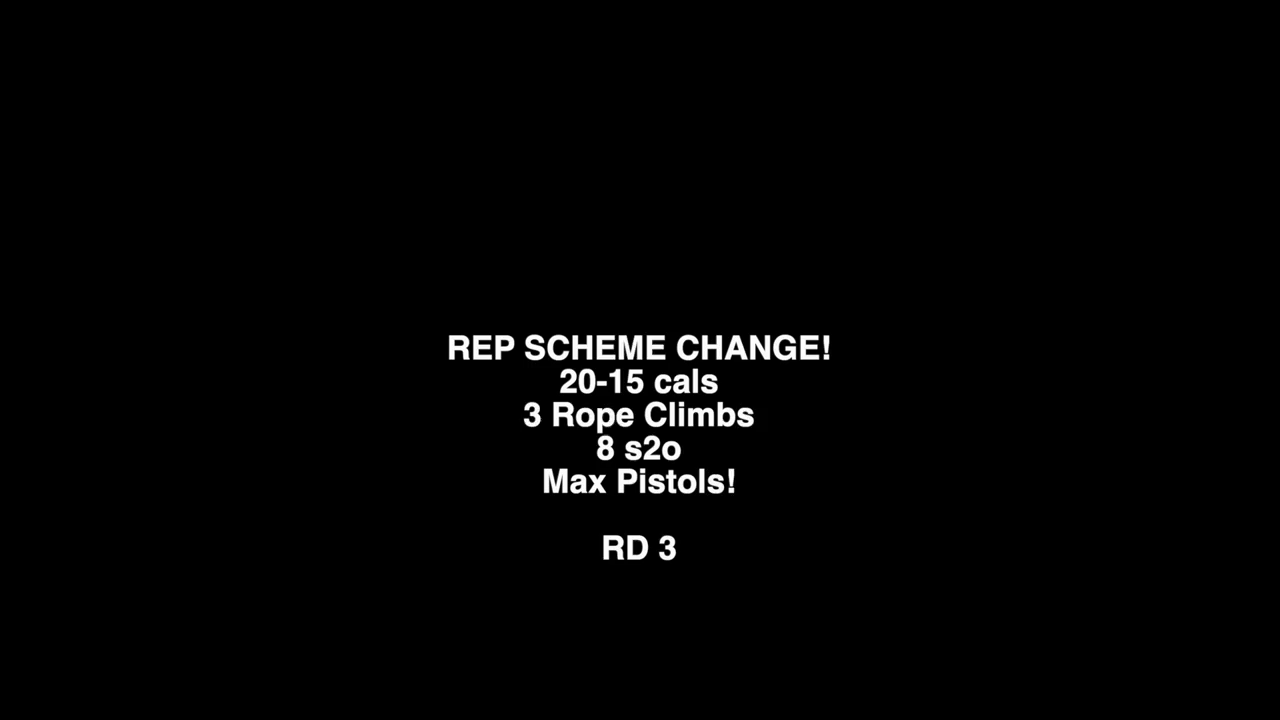 REP SCHEME CHANGE!
20-15 cals
3 Rope Climbs
8 s2o
Max Pistols!
RD 3